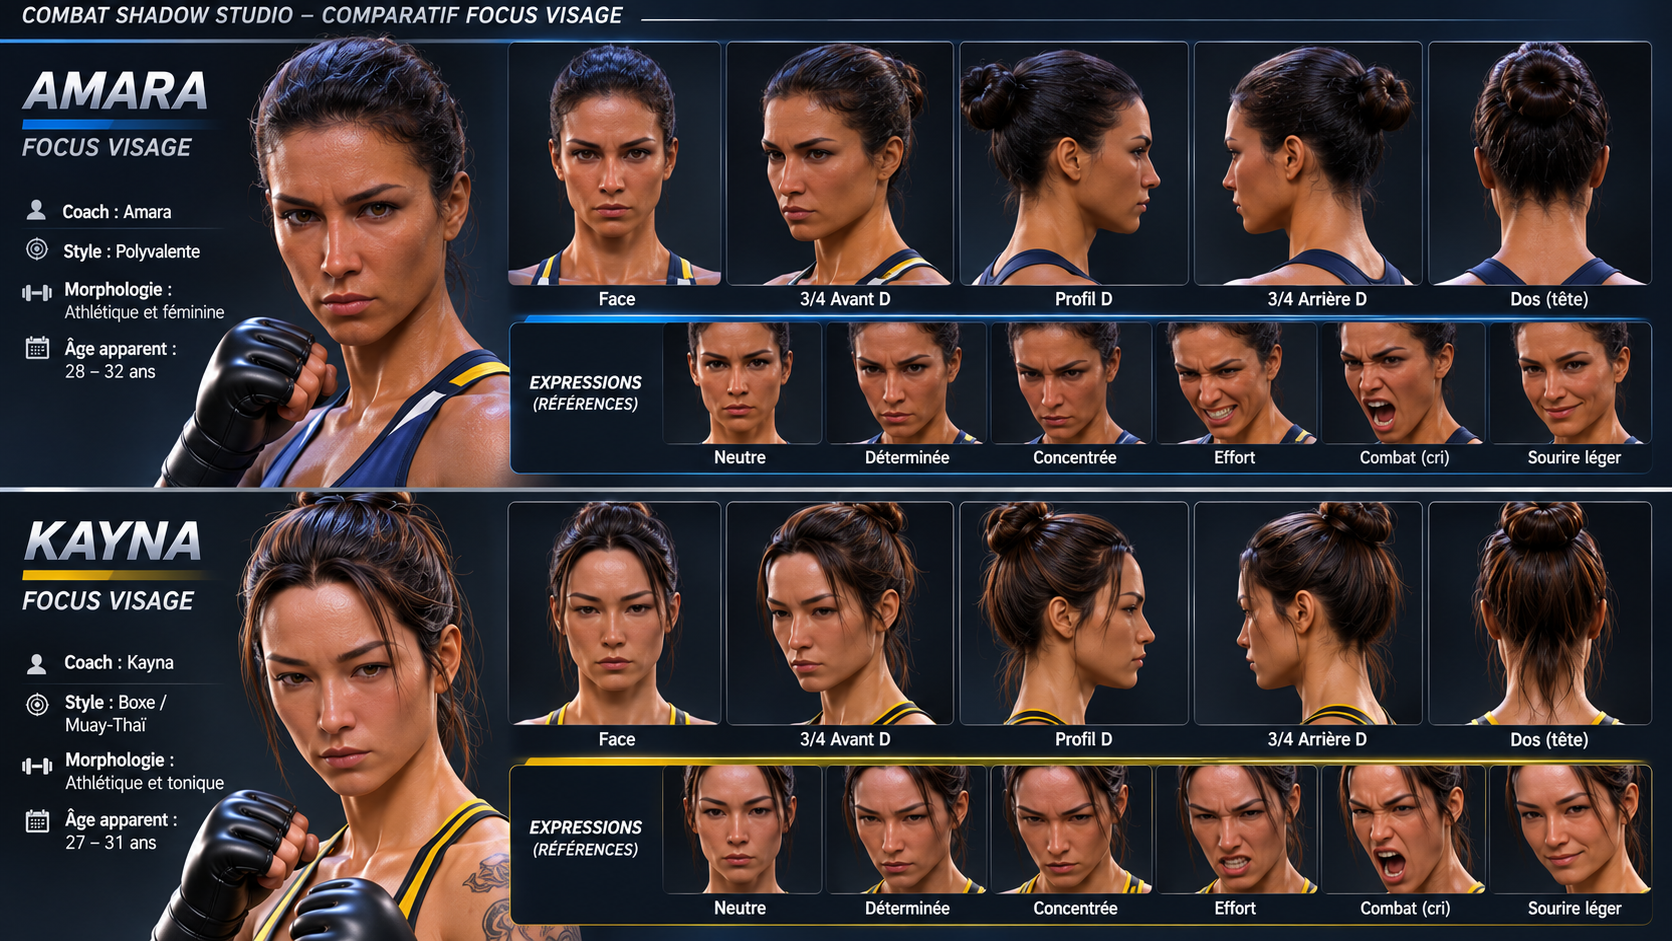 COMBAT SHADOW STUDIO – COMPARATIF FOCUS VISAGE
AMARA
FOCUS VISAGE
Coach : Amara
Style : Polyvalente
Morphologie :
Athlétique et féminine
Âge apparent :
28 – 32 ans
Face
3/4 Avant D
Profil D
3/4 Arrière D
Dos (tête)
EXPRESSIONS
(RÉFÉRENCES)
Neutre
Déterminée
Concentrée
Effort
Combat (cri)
Sourire léger
KAYNA
FOCUS VISAGE
Coach : Kayna
Style : Boxe /
Muay-Thaï
Morphologie :
Athlétique et tonique
Âge apparent :
27 – 31 ans
Face
3/4 Avant D
Profil D
3/4 Arrière D
Dos (tête)
EXPRESSIONS
(RÉFÉRENCES)
Neutre
Déterminée
Concentrée
Effort
Combat (cri)
Sourire léger